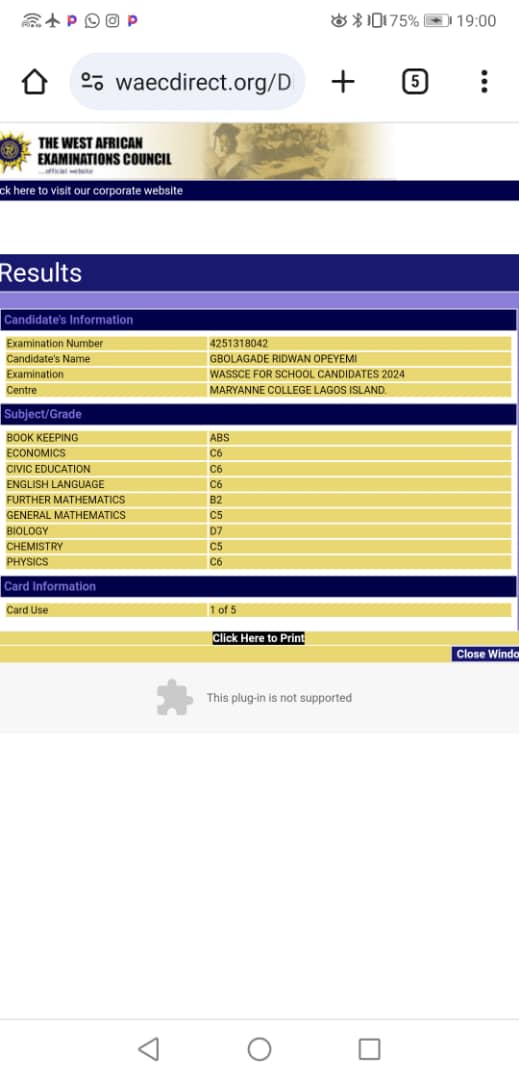 75% 19:00
waecdirect.org/D 5
THE WEST AFRICAN
EXAMINATIONS COUNCIL
...official website
ck here to visit our corporate website
Results
Candidate's Information
Examination Number 4251318042
Candidate's Name GBOLAGADE RIDWAN OPEYEMI
Examination WASSCE FOR SCHOOL CANDIDATES 2024
Centre MARYANNE COLLEGE LAGOS ISLAND.
Subject/Grade
BOOK KEEPING ABS
ECONOMICS C6
CIVIC EDUCATION C6
ENGLISH LANGUAGE C6
FURTHER MATHEMATICS B2
GENERAL MATHEMATICS C5
BIOLOGY D7
CHEMISTRY C5
PHYSICS C6
Card Information
Card Use 1 of 5
Click Here to Print
Close Windo
This plug-in is not supported